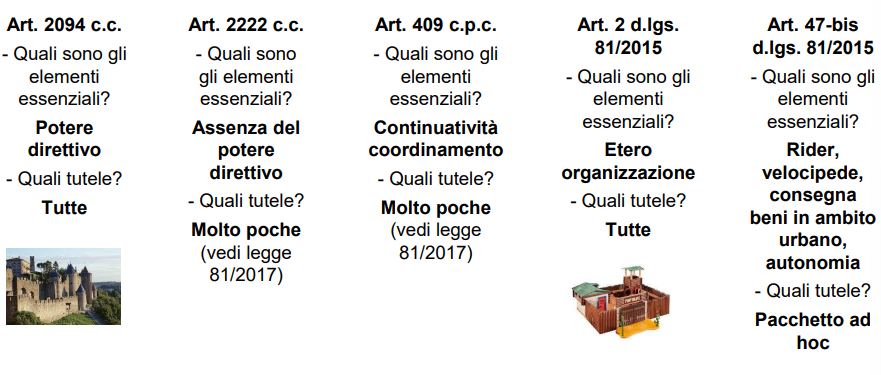 Art. 2094 c.c.
- Quali sono gli
elementi
essenziali?
Potere
direttivo
- Quali tutele?
Tutte
Art. 2222 c.c.
- Quali sono
gli elementi
essenziali?
Assenza del
potere
direttivo
- Quali tutele?
Molto poche
(vedi legge
81/2017)
Art. 409 c.p.c.
- Quali sono gli
elementi
essenziali?
Continuatività
coordinamento
- Quali tutele?
Molto poche
(vedi legge
81/2017)
Art. 2 d.lgs.
81/2015
- Quali sono gli
elementi
essenziali?
Etero
organizzazione
- Quali tutele?
Tutte
Art. 47-bis
d.lgs. 81/2015
- Quali sono gli
elementi
essenziali?
Rider,
velocipede,
consegna
beni in ambito
urbano,
autonomia
- Quali tutele?
Pacchetto ad
hoc